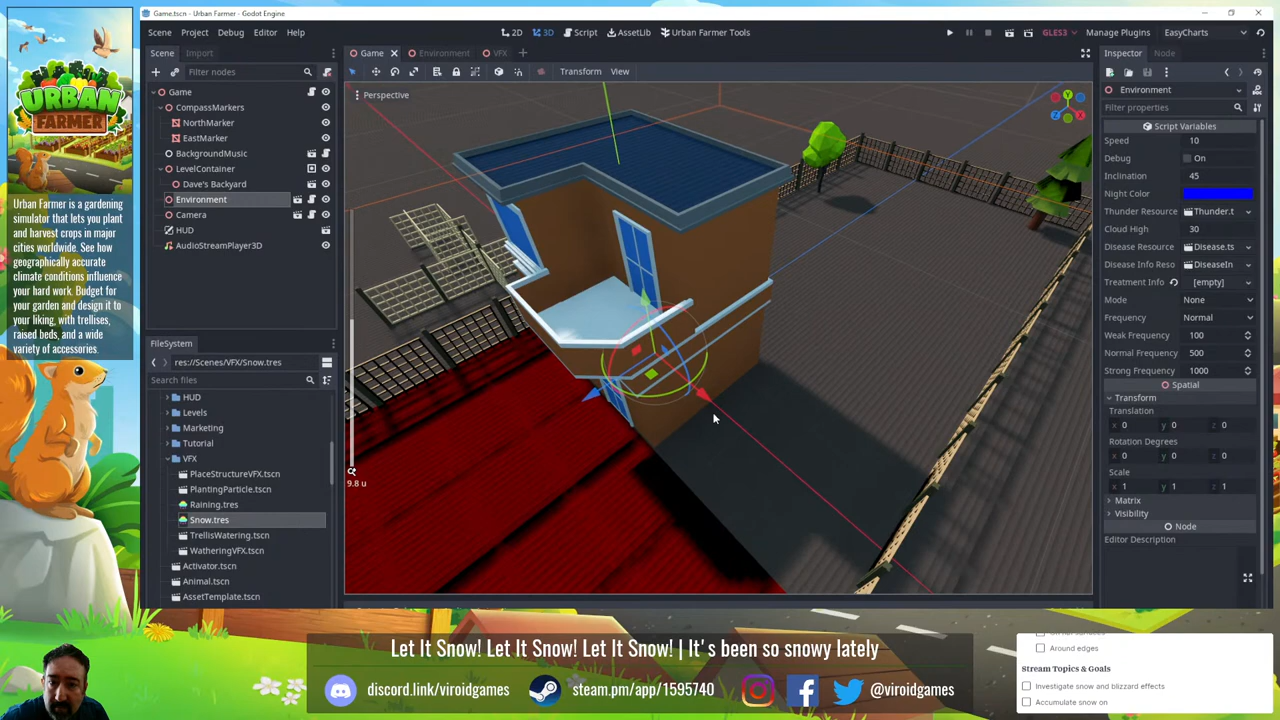 Game.tscn - Urban Farmer - Godot Engine
Scene Project Debug Editor Help
2D 3D Script AssetLib Urban Farmer Tools
GLES3 Manage Plugins EasyCharts
URBAN
FARMER
Urban Farmer is a gardening
simulator that lets you plant
and harvest crops in major
cities worldwide. See how
geographically accurate
climate conditions influence
your hard work. Budget for
your garden and design it to
your liking, with trellises,
raised beds, and a wide
variety of accessories.
Scene Import
Filter nodes
Game
CompassMarkers
NorthMarker
EastMarker
BackgroundMusic
LevelContainer
Dave's Backyard
Environment
Camera
HUD
AudioStreamPlayer3D
FileSystem
res://Scenes/VFX/Snow.tres
Search files
HUD
Levels
Marketing
Tutorial
VFX
PlaceStructureVFX.tscn
PlantingParticle.tscn
Raining.tres
Snow.tres
TrellisWatering.tscn
WatheringVFX.tscn
Activator.tscn
Animal.tscn
AssetTemplate.tscn
Game Environment VFX
Transform View
Perspective
Y
Z
9.8 u
Inspector Node
Environment
Filter properties
Script Variables
Speed 10
Debug On
Inclination 45
Night Color
Thunder Resource Thunder.t
Cloud High 30
Disease Resource Disease.ts
Disease Info Reso DiseaseIn
Treatment Info [empty]
Mode None
Frequency Normal
Weak Frequency 100
Normal Frequency 500
Strong Frequency 1000
Spatial
Transform
Translation
x 0 y 0 z 0
Rotation Degrees
x 0 y 0 z 0
Scale
x 1 y 1 z 1
Matrix
Visibility
Node
Editor Description
Let It Snow! Let It Snow! Let It Snow! | It's been so snowy lately
discord.link/viroidgames steam.pm/app/1595740 @viroidgames
Around edges
Stream Topics & Goals
Investigate snow and blizzard effects
Accumulate snow on